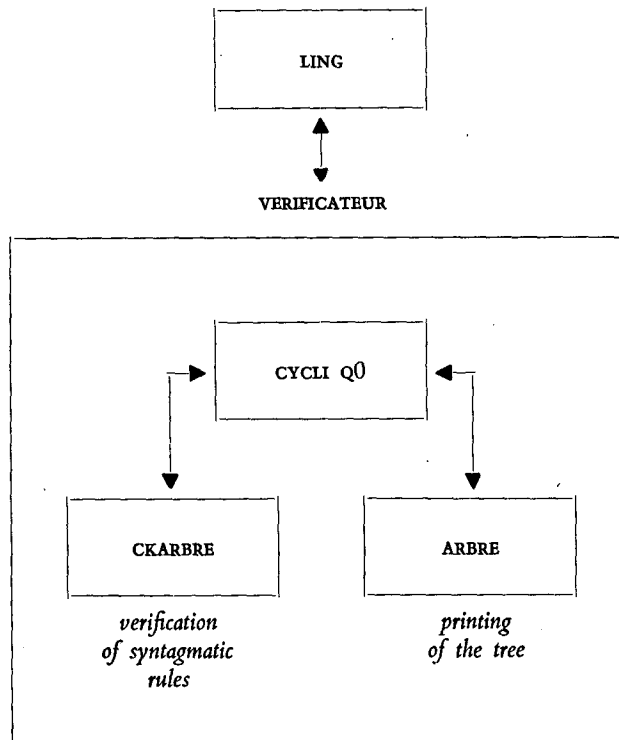 LING
VERIFICATEUR
CYCLI Q0
CKARBRE
verification
of syntagmatic
rules
ARBRE
printing
of the tree